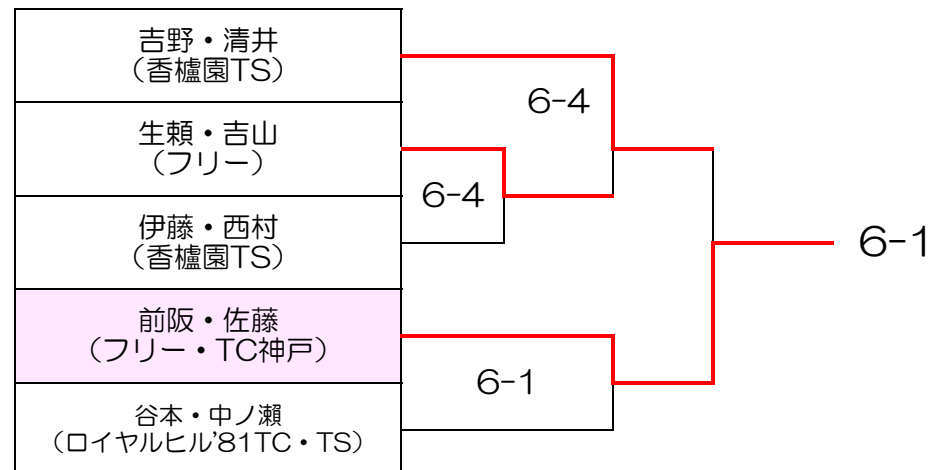 吉野・清井
（香櫨園TS）
6-4
生頼・吉山
（フリー）
6-4
伊藤・西村
（香櫨園TS）
6-1
前阪・佐藤
（フリー・TC神戸）
6-1
谷本・中ノ瀬
（ロイヤルヒル'81TC・TS）